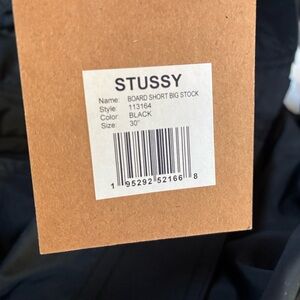 STUSSY
Name: BOARD SHORT BIG STOCK
Style: 113164
Color: BLACK
Size: 30"
1 95292 52166 8